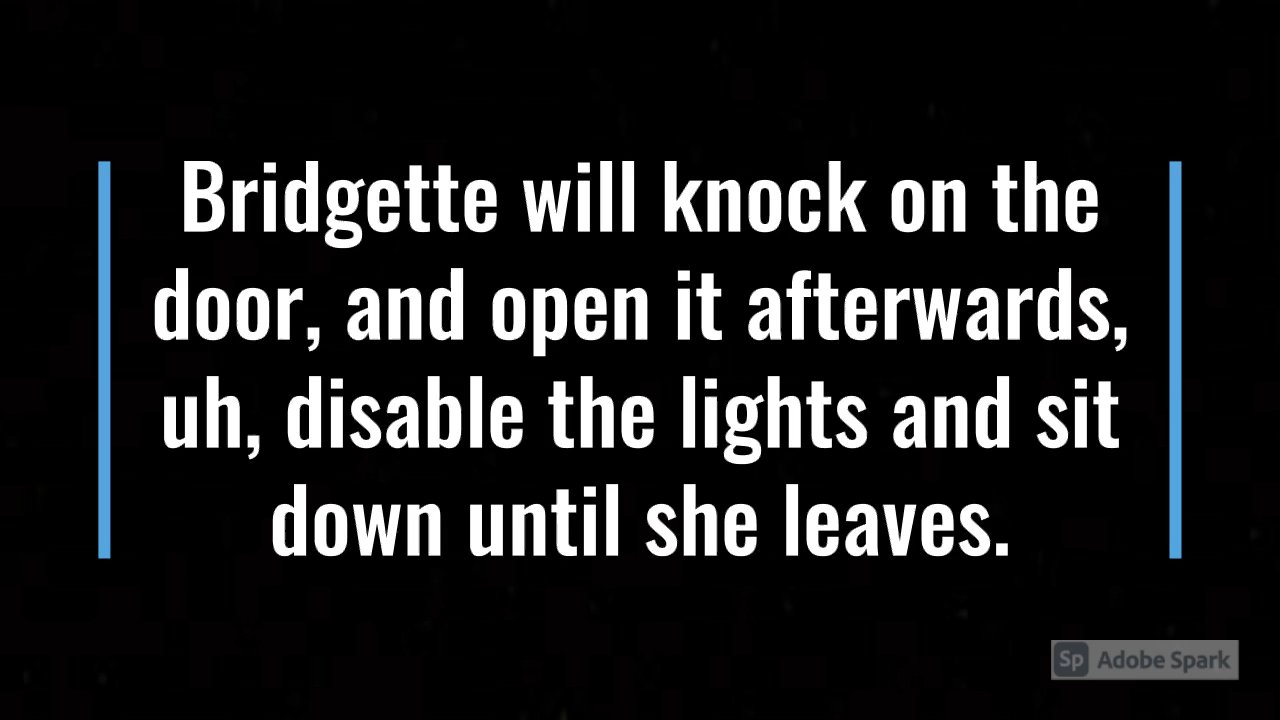 Bridgette will knock on the
door, and open it afterwards,
uh, disable the lights and sit
down until she leaves.
Sp Adobe Spark